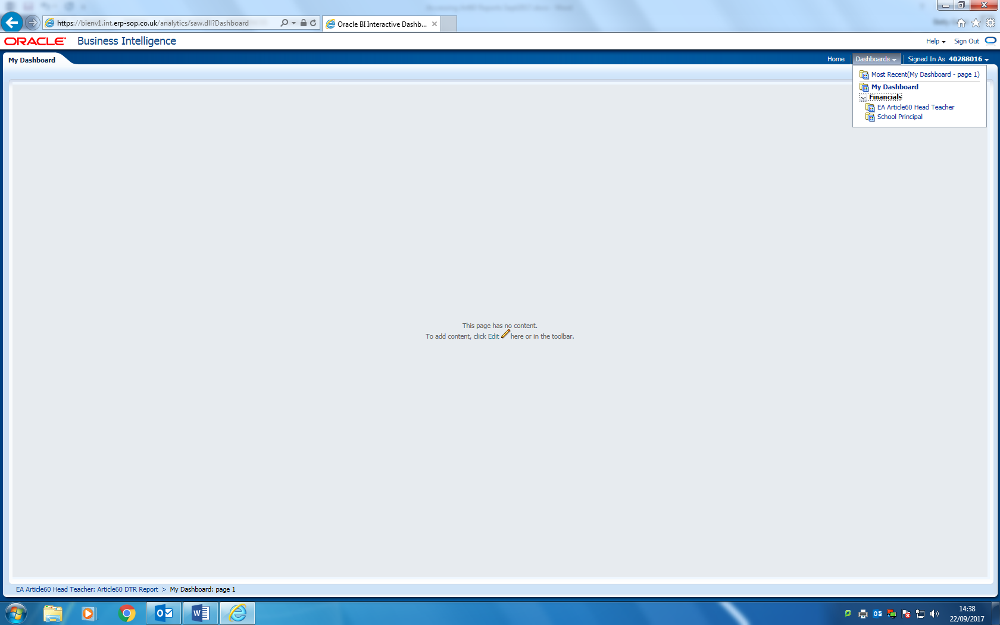 https://bienv1.int.erp-sop.co.uk/analytics/saw.dll?Dashboard
Oracle BI Interactive Dashb...
ORACLE Business Intelligence
Help Sign Out
My Dashboard
Home Dashboards Signed In As 40288016
Most Recent(My Dashboard - page 1)
My Dashboard
Financials
EA Article60 Head Teacher
School Principal
This page has no content.
To add content, click Edit here or in the toolbar.
EA Article60 Head Teacher: Article60 DTR Report > My Dashboard: page 1
14:38
22/09/2017